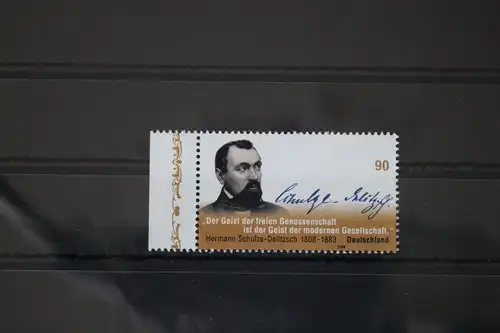 90
Schulze-Delitzsch.
„Der Geist der freien Genossenschaft
ist der Geist der modernen Gesellschaft."
Hermann Schulze-Delitzsch 1808-1883 Deutschland